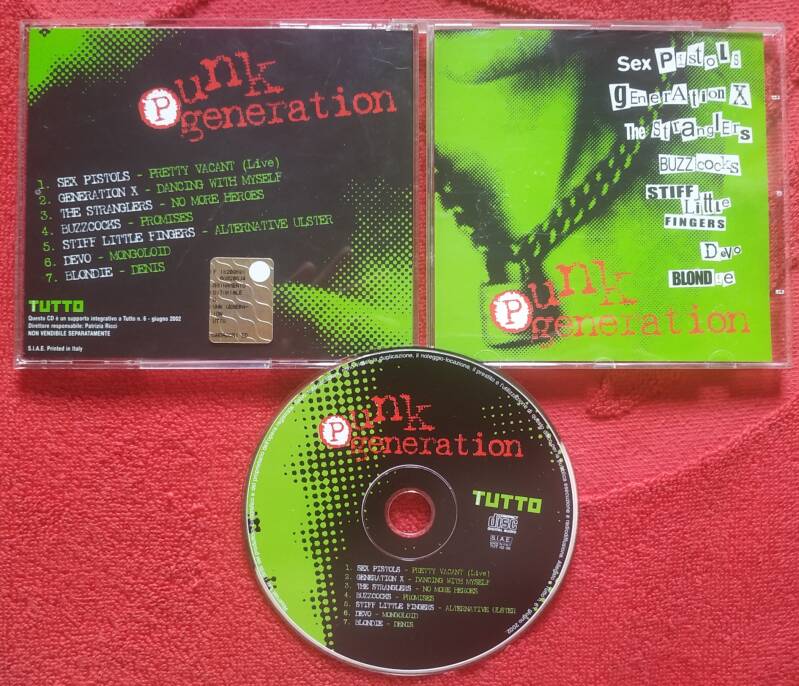 Punk
generation
1. SEX PISTOLS - PRETTY VACANT (Live)
2. GENERATION X - DANCING WITH MYSELF
3. THE STRANGLERS - NO MORE HEROES
4. BUZZCOCKS - PROMISES
5. STIFF LITTLE FINGERS - ALTERNATIVE ULSTER
6. DEVO - MONGOLOID
7. BLONDIE - DENIS
TUTTO
Questo CD è un supporto integrativo a Tutto n. 6 - giugno 2002
Direttore responsabile: Patrizia Ricci
NON VENDIBILE SEPARATAMENTE
S.I.A.E. Printed in Italy
Sex Pistols
generation X
The Stranglers
BUZZcocks
STIFF
Little
FINGERS
Devo
BLONDie
Punk
generation
Punk
generation
TUTTO
disc
DIGITAL AUDIO
S.I.A.E.
1. SEX PISTOLS - PRETTY VACANT (Live)
2. GENERATION X - DANCING WITH MYSELF
3. THE STRANGLERS - NO MORE HEROES
4. BUZZCOCKS - PROMISES
5. STIFF LITTLE FINGERS - ALTERNATIVE ULSTER
6. DEVO - MONGOLOID
7. BLONDIE - DENIS